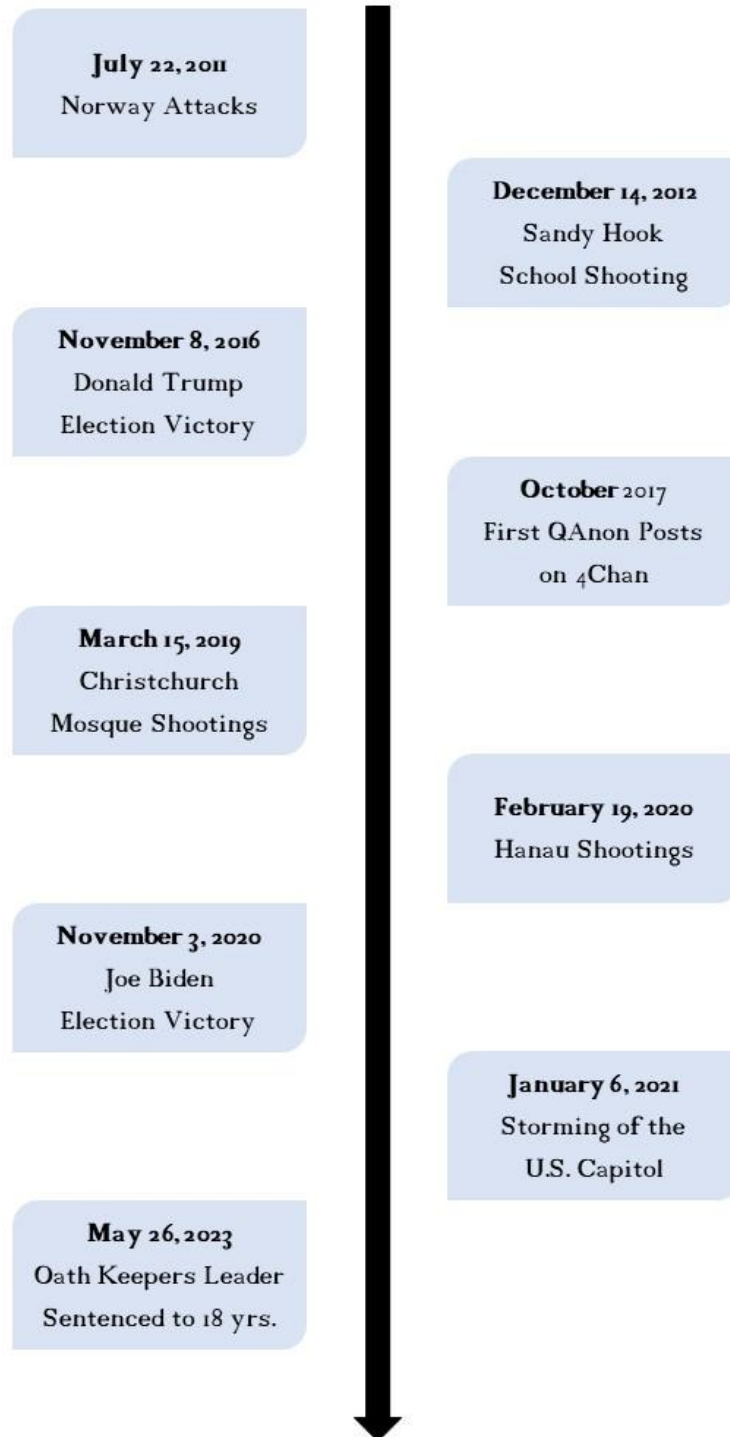 July 22, 2011
Norway Attacks
December 14, 2012
Sandy Hook
School Shooting
November 8, 2016
Donald Trump
Election Victory
October 2017
First QAnon Posts
on 4Chan
March 15, 2019
Christchurch
Mosque Shootings
February 19, 2020
Hanau Shootings
November 3, 2020
Joe Biden
Election Victory
January 6, 2021
Storming of the
U.S. Capitol
May 26, 2023
Oath Keepers Leader
Sentenced to 18 yrs.